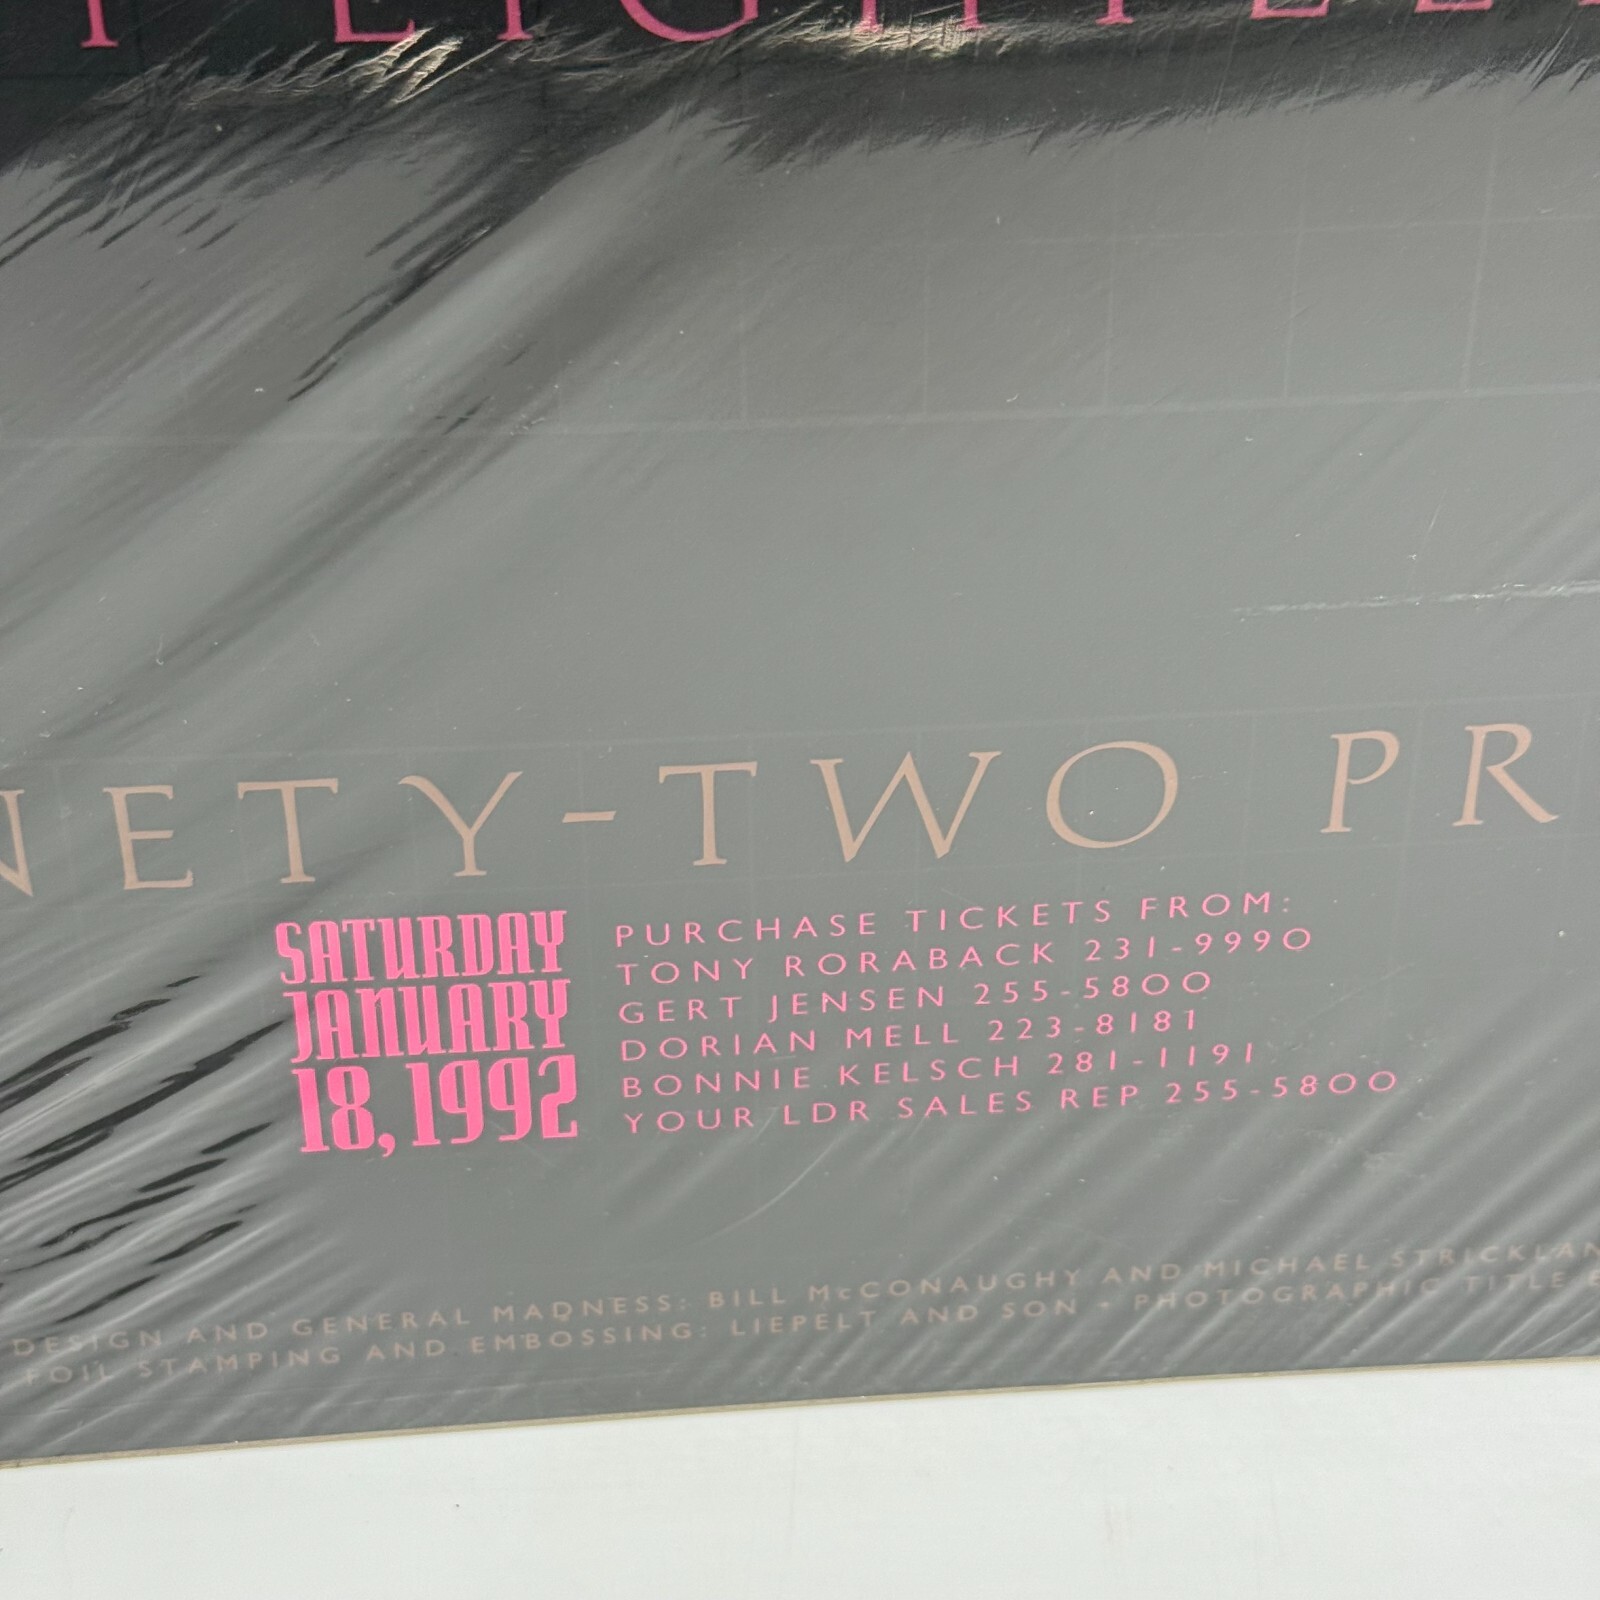 NETY-TWO PR
SATURDAY
JANUARY
18, 1992
PURCHASE TICKETS FROM:
TONY RORABACK 231-9990
GERT JENSEN 255-5800
DORIAN MELL 223-8181
BONNIE KELSCH 281-1191
YOUR LDR SALES REP 255-5800
DESIGN AND GENERAL MADNESS: BILL McCONAUGHY AND MICHAEL STRICKLAN
FOIL STAMPING AND EMBOSSING: LIEPELT AND SON • PHOTOGRAPHIC TITLE